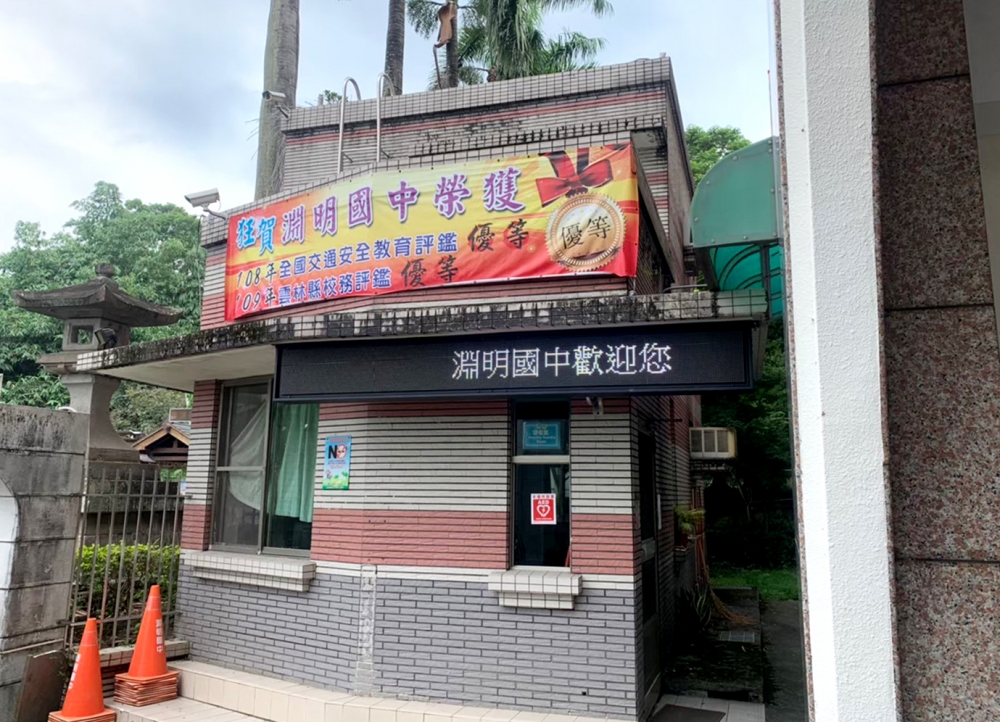 狂賀淵明國中榮獲
108年全國交通安全教育評鑑優等
109年雲林縣校務評鑑優等
優等
淵明國中歡迎您